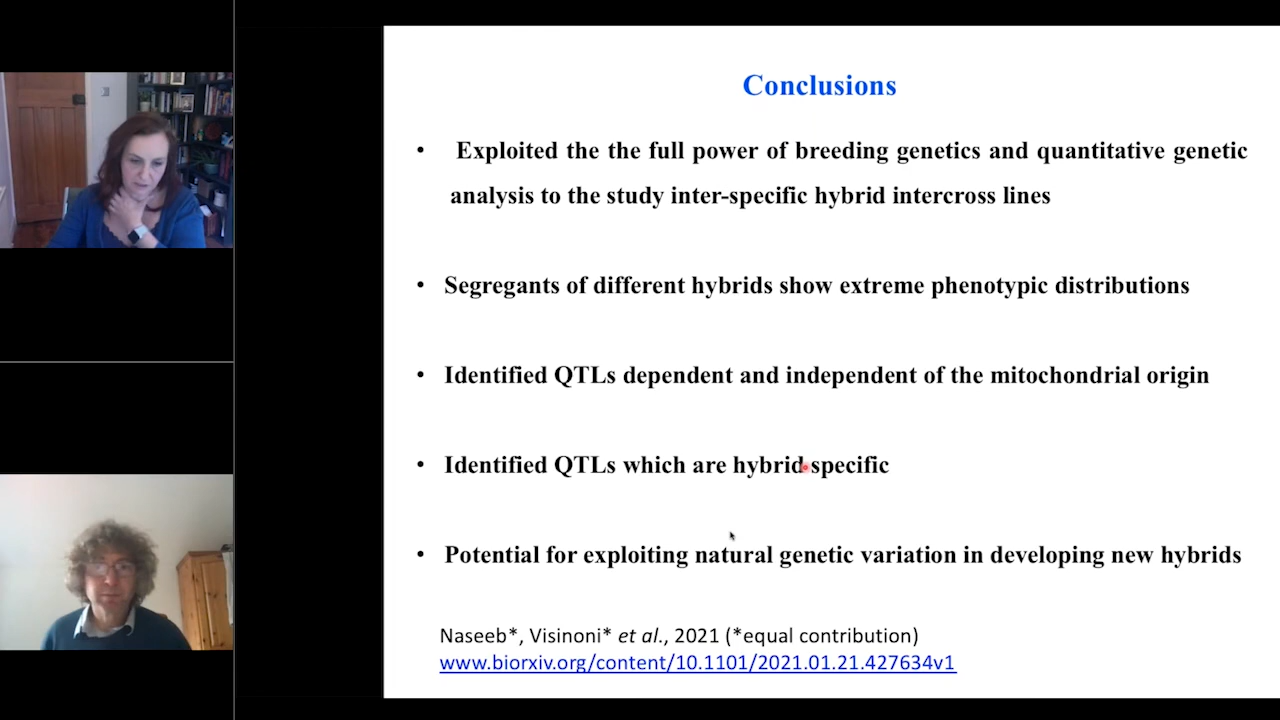 Conclusions
• Exploited the the full power of breeding genetics and quantitative genetic
analysis to the study inter-specific hybrid intercross lines
• Segregants of different hybrids show extreme phenotypic distributions
• Identified QTLs dependent and independent of the mitochondrial origin
• Identified QTLs which are hybrid specific
• Potential for exploiting natural genetic variation in developing new hybrids
Naseeb*, Visinoni* et al., 2021 (*equal contribution)
www.biorxiv.org/content/10.1101/2021.01.21.427634v1